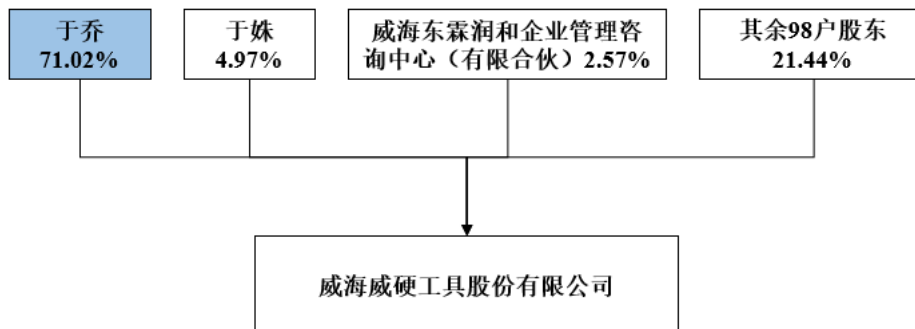 于乔
71.02%
于姝
4.97%
威海东霖润和企业管理咨
询中心（有限合伙）2.57%
其余98户股东
21.44%
威海威硬工具股份有限公司